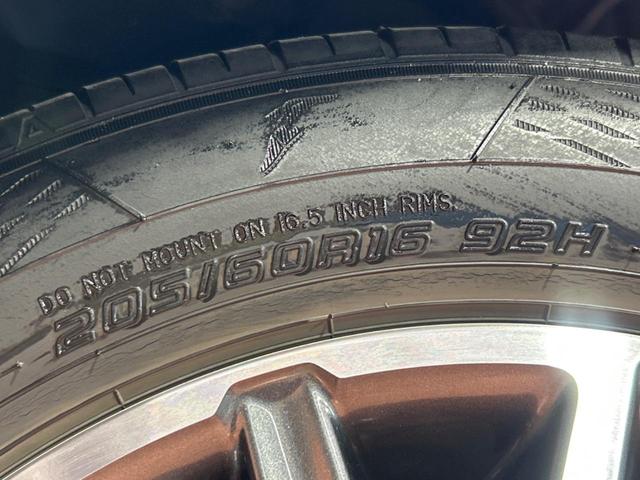 DO NOT MOUNT ON 16.5 INCH RIMS.
205/60R16 92H